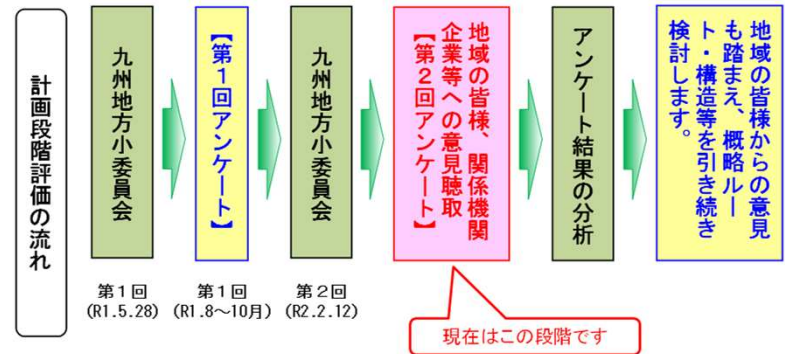 計画段階評価の流れ
九州地方小委員会
【第1回アンケート】
九州地方小委員会
地域の皆様、関係機関
企業等への意見聴取
【第2回アンケート】
アンケート結果の分析
地域の皆様からの意見
も踏まえ、概略ルー
ト・構造等を引き続き
検討します。
第1回
(R1.5.28)
第1回
(R1.8~10月)
第2回
(R2.2.12)
現在はこの段階です